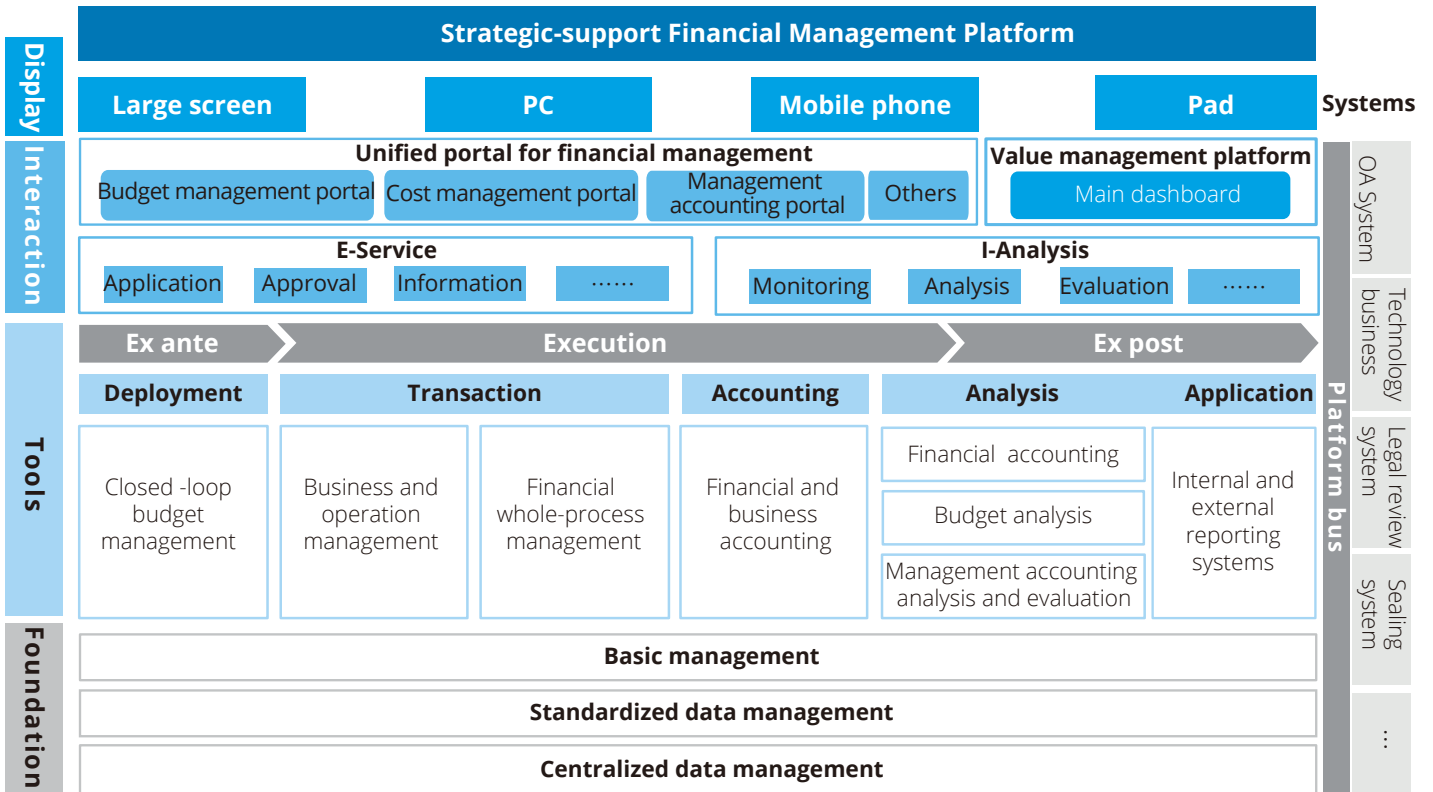 Strategic-support Financial Management Platform
Display
Large screen
PC
Mobile phone
Pad
Systems
Interaction
Unified portal for financial management
Budget management portal
Cost management portal
Management
accounting portal
Others
Value management platform
Main dashboard
E-Service
Application
Approval
Information
……
I-Analysis
Monitoring
Analysis
Evaluation
……
Tools
Ex ante
Execution
Ex post
Deployment
Transaction
Accounting
Analysis
Application
Closed -loop
budget
management
Business and
operation
management
Financial
whole-process
management
Financial and
business
accounting
Financial accounting
Budget analysis
Management accounting
analysis and evaluation
Internal and
external
reporting
systems
Foundation
Basic management
Standardized data management
Centralized data management
Platform bus
OA System
Technology
business
Legal review
system
Sealing
system
…